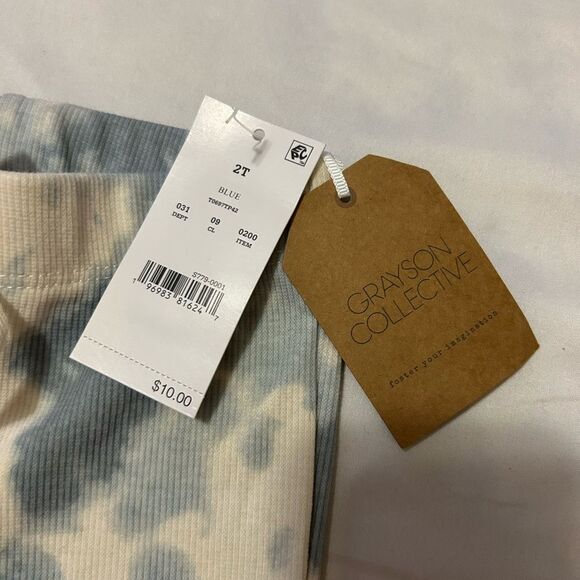 2T
BLUE
T0697TP42
031 09 0200
DEPT CL ITEM
S779-0001
1 96983 81624 7
$10.00
GRAYSON
COLLECTIVE
foster your imagination